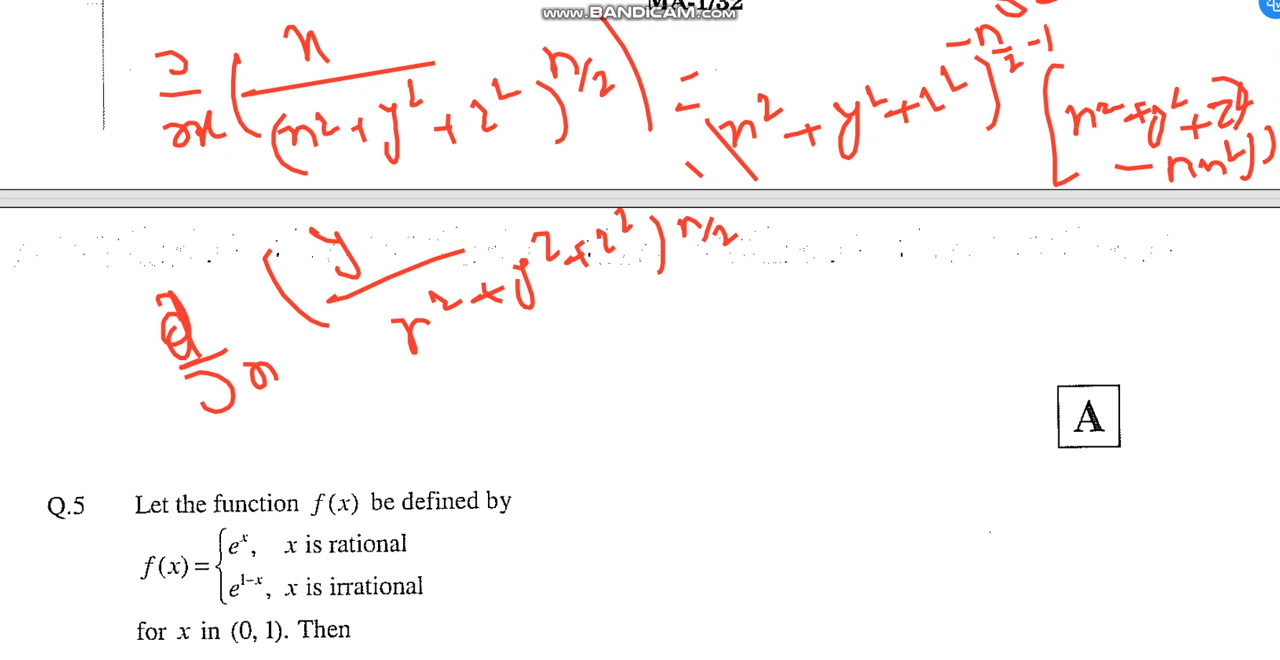 www.BANDICAM.com
MA-1/32
∂/∂x (x/(x²+y²+z²)^(n/2)) = (x²+y²+z²)^(-n/2 -1) [x²+y²+z²
- nx²]
∂/∂x (y/(x²+y²+z²)^(n/2)
A
Q.5 Let the function f(x) be defined by
f(x) = { e^x, x is rational
e^(1-x), x is irrational
for x in (0, 1). Then